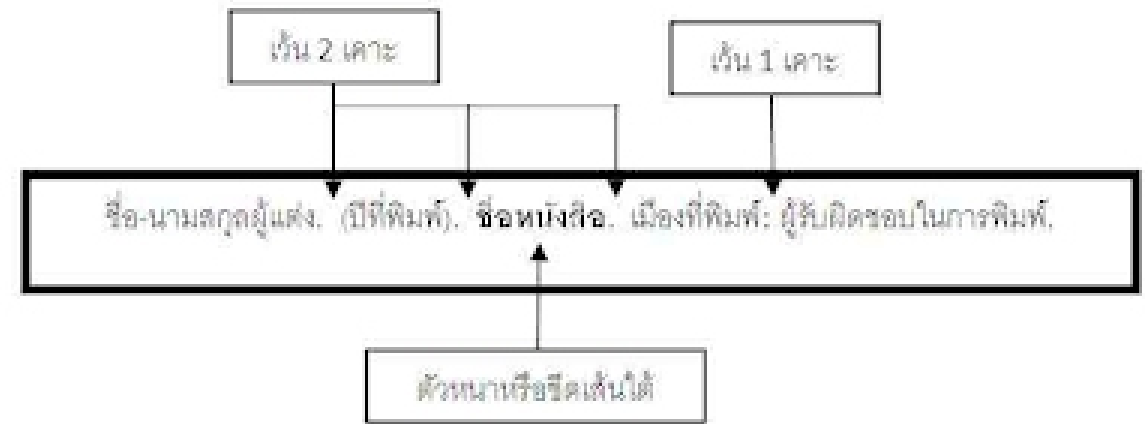 เว้น 2 เคาะ
เว้น 1 เคาะ
ชื่อ-นามสกุลผู้แต่ง. (ปีที่พิมพ์). ชื่อหนังสือ. เมืองที่พิมพ์: ผู้รับผิดชอบในการพิมพ์.
ตัวหนาหรือขีดเส้นใต้